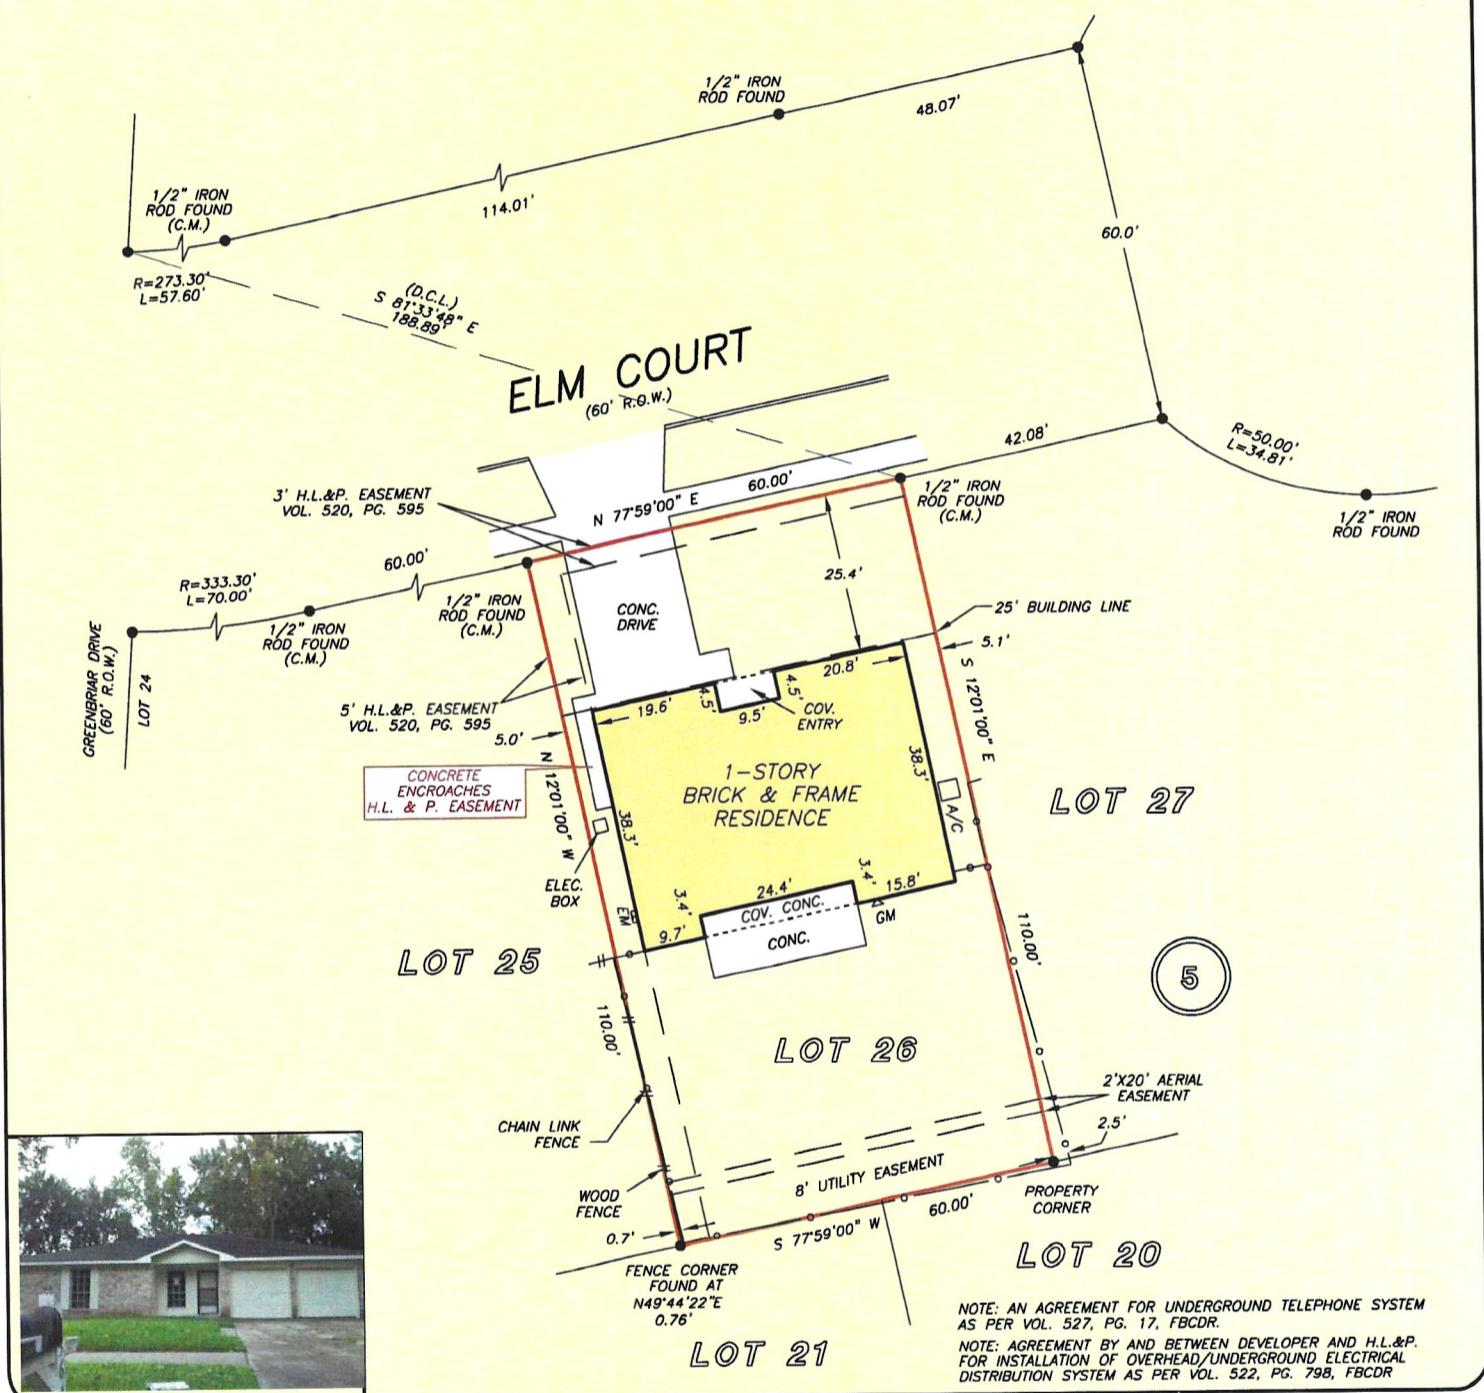 1/2" IRON
ROD FOUND
48.07'
1/2" IRON
ROD FOUND
(C.M.)
114.01'
60.0'
R=273.30'
L=57.60'
(D.C.L.)
S 81°33'48" E
188.89'
ELM COURT
(60' R.O.W.)
42.08'
R=50.00'
L=34.81'
3' H.L.&P. EASEMENT
VOL. 520, PG. 595
N 77°59'00" E
60.00'
1/2" IRON
ROD FOUND
(C.M.)
1/2" IRON
ROD FOUND
60.00'
R=333.30'
L=70.00'
1/2" IRON
ROD FOUND
(C.M.)
1/2" IRON
ROD FOUND
(C.M.)
CONC.
DRIVE
25.4'
25' BUILDING LINE
5.1'
GREENBRIAR DRIVE
(60' R.O.W.)
LOT 24
5' H.L.&P. EASEMENT
VOL. 520, PG. 595
5.0'
19.6'
4.5'
9.5'
4.5'
20.8'
COV.
ENTRY
S 12°01'00" E
N 12°01'00" W
CONCRETE
ENCROACHES
H.L. & P. EASEMENT
1-STORY
BRICK & FRAME
RESIDENCE
38.3'
38.3'
A/C
LOT 27
ELEC.
BOX
EM
3.4'
24.4'
3.4'
15.8'
9.7'
COV. CONC.
CONC.
GM
LOT 25
110.00'
110.00'
5
LOT 26
2'X20' AERIAL
EASEMENT
2.5'
CHAIN LINK
FENCE
8' UTILITY EASEMENT
WOOD
FENCE
PROPERTY
CORNER
0.7'
S 77°59'00" W
60.00'
FENCE CORNER
FOUND AT
N49°44'22"E
0.76'
LOT 20
LOT 21
NOTE: AN AGREEMENT FOR UNDERGROUND TELEPHONE SYSTEM
AS PER VOL. 527, PG. 17, FBCDR.
NOTE: AGREEMENT BY AND BETWEEN DEVELOPER AND H.L.&P.
FOR INSTALLATION OF OVERHEAD/UNDERGROUND ELECTRICAL
DISTRIBUTION SYSTEM AS PER VOL. 522, PG. 798, FBCDR